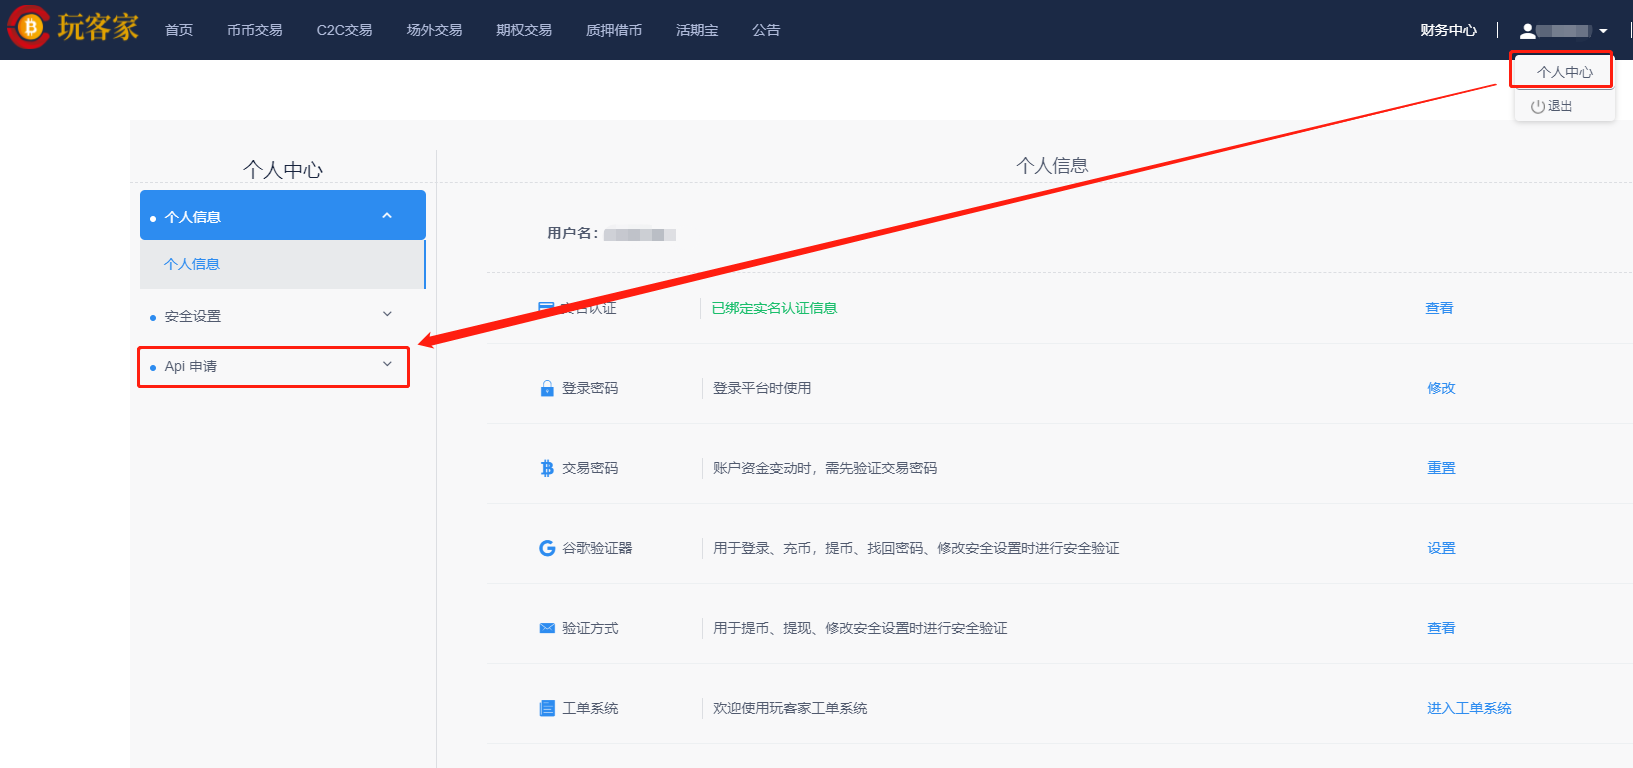 玩客家 首页 币币交易 C2C交易 场外交易 期权交易 质押借币 活期宝 公告 财务中心
个人中心
退出
个人中心
个人信息
个人信息
安全设置
Api 申请
个人信息
用户名：
实名认证 已绑定实名认证信息 查看
登录密码 登录平台时使用 修改
交易密码 账户资金变动时，需先验证交易密码 重置
谷歌验证器 用于登录、充币，提币、找回密码、修改安全设置时进行安全验证 设置
验证方式 用于提币、提现、修改安全设置时进行安全验证 查看
工单系统 欢迎使用玩客家工单系统 进入工单系统